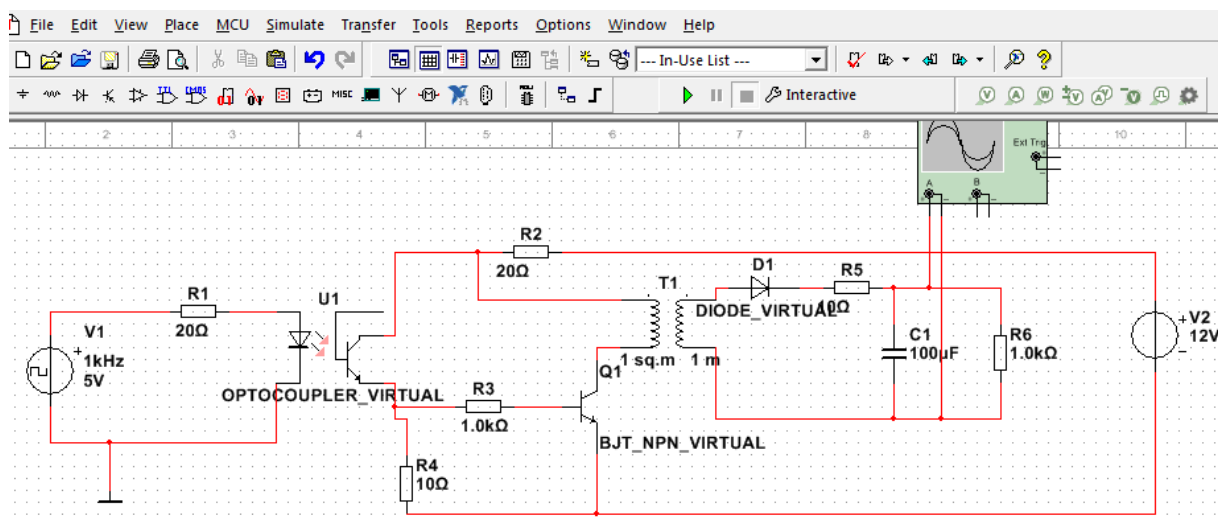 File Edit View Place MCU Simulate Transfer Tools Reports Options Window Help
--- In-Use List ---
MISC Interactive
2 3 4 5 6 7 8 10
Ext Trig
A B
R2
20Ω
R1
20Ω
U1
OPTOCOUPLER_VIRTUAL
V1
1kHz
5V
T1
1 sq.m 1 m
D1
DIODE_VIRTUAL
R5
10Ω
C1
100µF
R6
1.0kΩ
V2
12V
Q1
BJT_NPN_VIRTUAL
R3
1.0kΩ
R4
10Ω